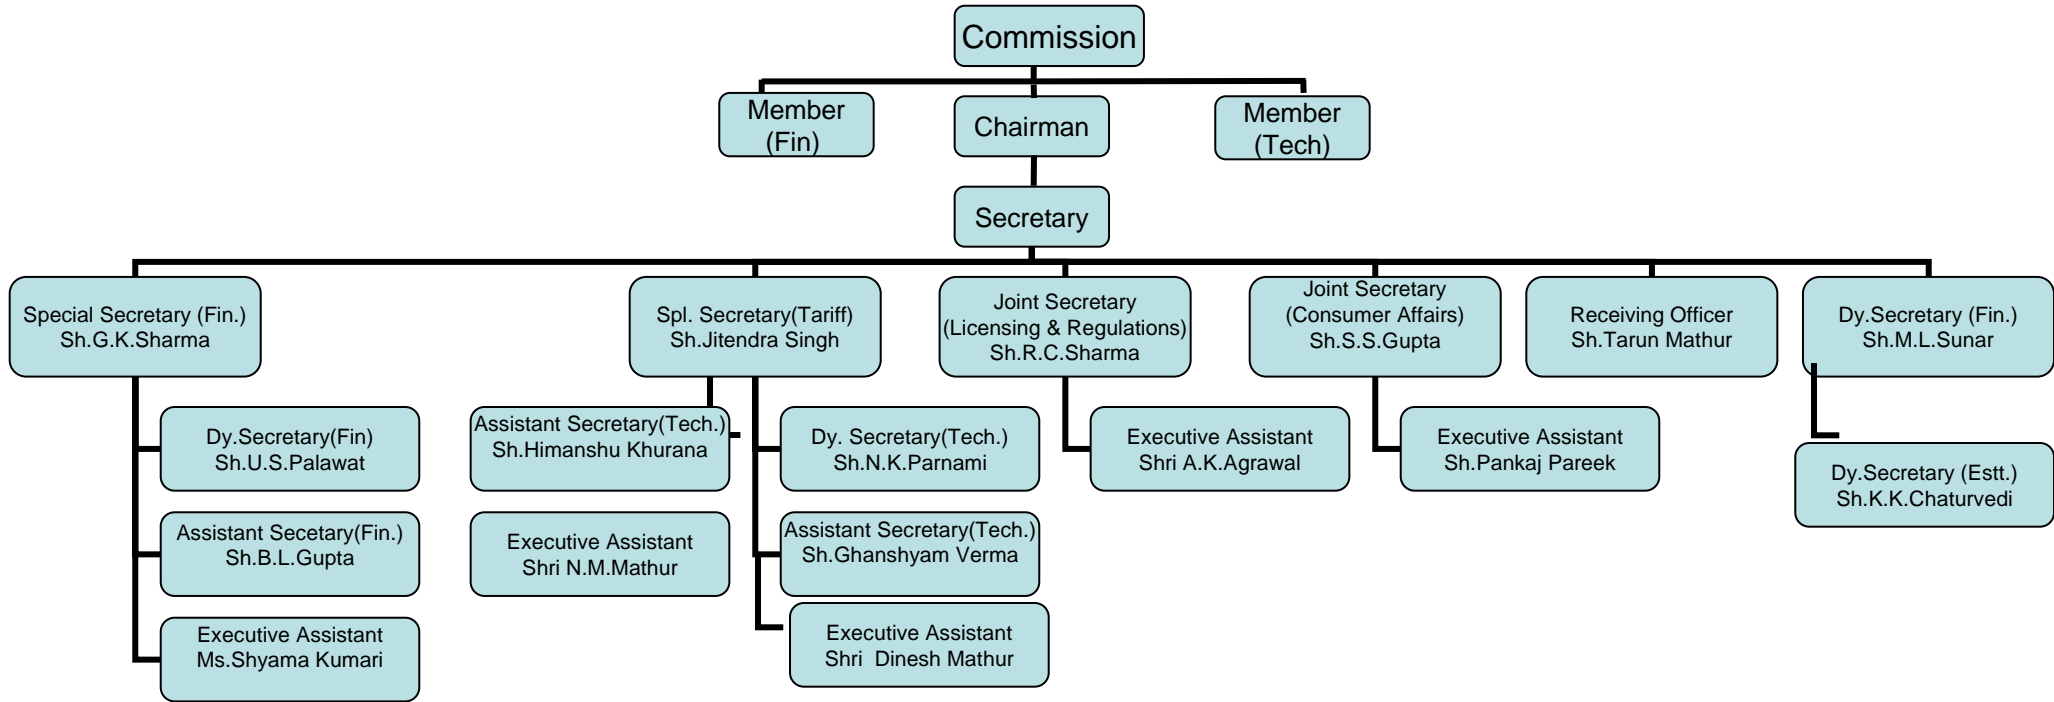 Commission
Member
(Fin)
Chairman
Member
(Tech)
Secretary
Special Secretary (Fin.)
Sh.G.K.Sharma
Spl. Secretary(Tariff)
Sh.Jitendra Singh
Joint Secretary
(Licensing & Regulations)
Sh.R.C.Sharma
Joint Secretary
(Consumer Affairs)
Sh.S.S.Gupta
Receiving Officer
Sh.Tarun Mathur
Dy.Secretary (Fin.)
Sh.M.L.Sunar
Dy.Secretary(Fin)
Sh.U.S.Palawat
Assistant Secretary(Tech.)
Sh.Himanshu Khurana
Dy. Secretary(Tech.)
Sh.N.K.Parnami
Executive Assistant
Shri A.K.Agrawal
Executive Assistant
Sh.Pankaj Pareek
Dy.Secretary (Estt.)
Sh.K.K.Chaturvedi
Assistant Secetary(Fin.)
Sh.B.L.Gupta
Executive Assistant
Shri N.M.Mathur
Assistant Secretary(Tech.)
Sh.Ghanshyam Verma
Executive Assistant
Ms.Shyama Kumari
Executive Assistant
Shri  Dinesh Mathur